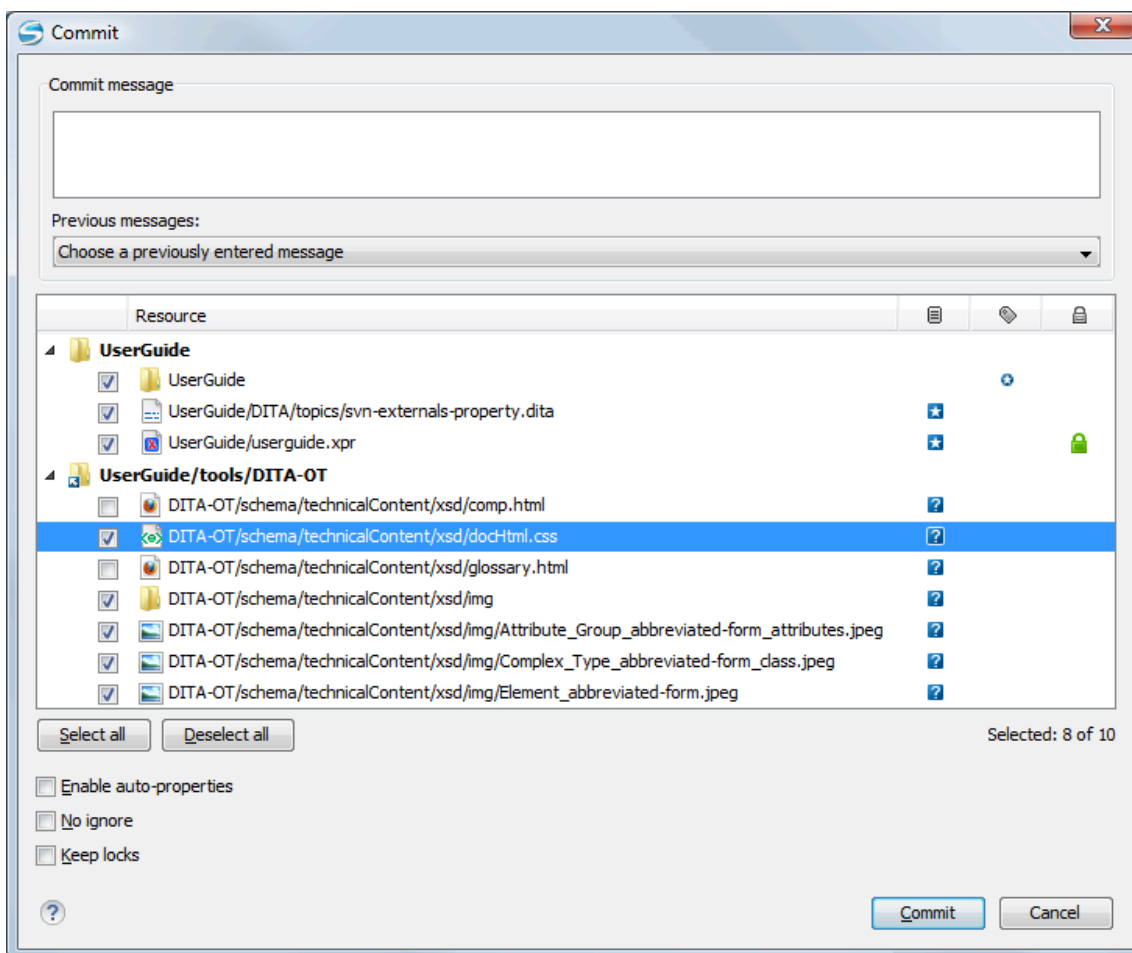 Commit
Commit message
Previous messages:
Choose a previously entered message
Resource
UserGuide
UserGuide
UserGuide/DITA/topics/svn-externals-property.dita
UserGuide/userguide.xpr
UserGuide/tools/DITA-OT
DITA-OT/schema/technicalContent/xsd/comp.html
DITA-OT/schema/technicalContent/xsd/docHtml.css
DITA-OT/schema/technicalContent/xsd/glossary.html
DITA-OT/schema/technicalContent/xsd/img
DITA-OT/schema/technicalContent/xsd/img/Attribute_Group_abbreviated-form_attributes.jpeg
DITA-OT/schema/technicalContent/xsd/img/Complex_Type_abbreviated-form_class.jpeg
DITA-OT/schema/technicalContent/xsd/img/Element_abbreviated-form.jpeg
Select all Deselect all Selected: 8 of 10
Enable auto-properties
No ignore
Keep locks
Commit Cancel